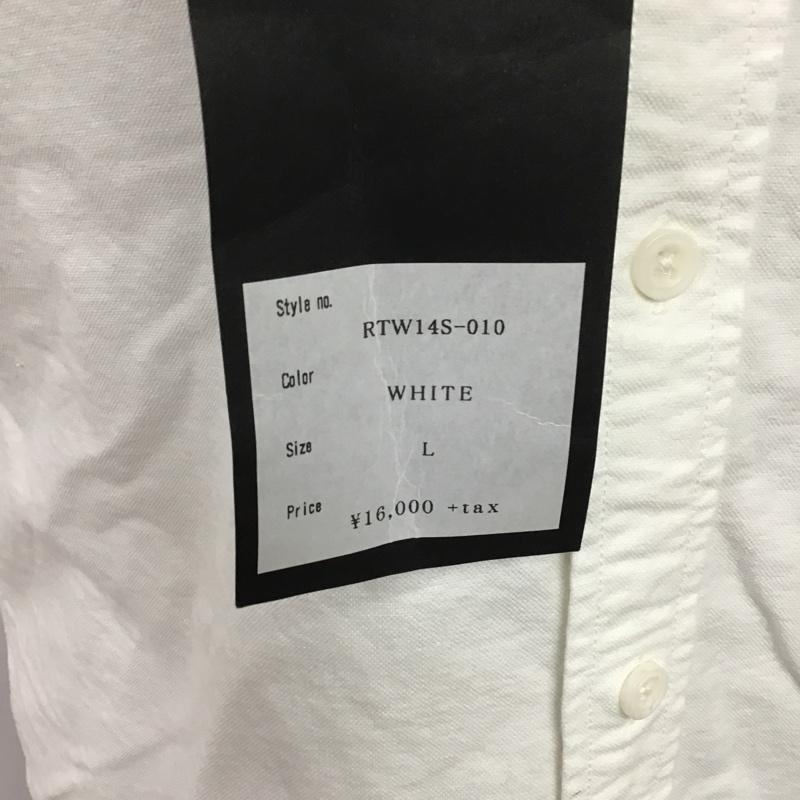 Style no.
RTW14S-010
Color
WHITE
Size
L
Price
¥16,000 +tax